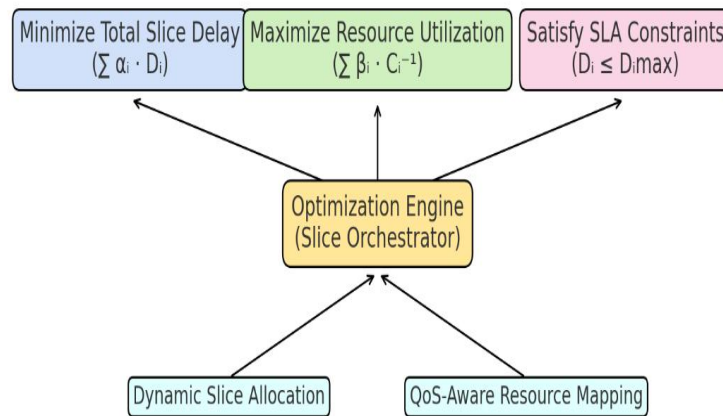 Minimize Total Slice Delay
(∑ αᵢ · Dᵢ)
Maximize Resource Utilization
(∑ βᵢ · Cᵢ⁻¹)
Satisfy SLA Constraints
(Dᵢ ≤ Dᵢmax)
Optimization Engine
(Slice Orchestrator)
Dynamic Slice Allocation
QoS-Aware Resource Mapping